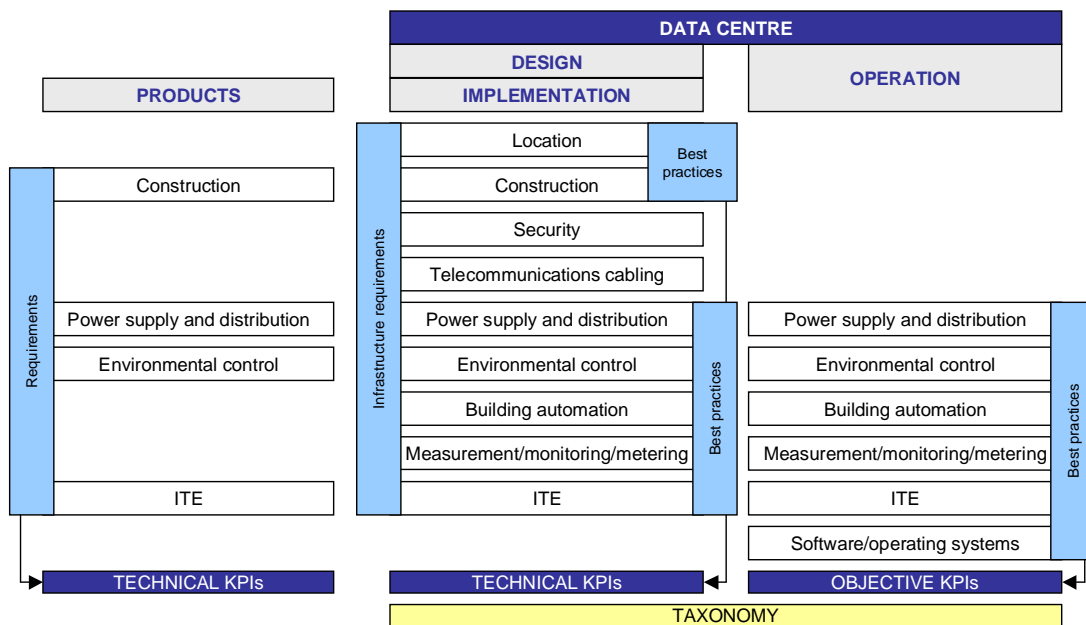 DATA CENTRE
DESIGN
PRODUCTS
IMPLEMENTATION
OPERATION
Location
Best
practices
Construction
Construction
Security
Telecommunications cabling
Requirements
Infrastructure requirements
Power supply and distribution
Power supply and distribution
Power supply and distribution
Environmental control
Environmental control
Environmental control
Building automation
Building automation
Best practices
Best practices
Measurement/monitoring/metering
Measurement/monitoring/metering
ITE
ITE
ITE
Software/operating systems
TECHNICAL KPIs
TECHNICAL KPIs
OBJECTIVE KPIs
TAXONOMY